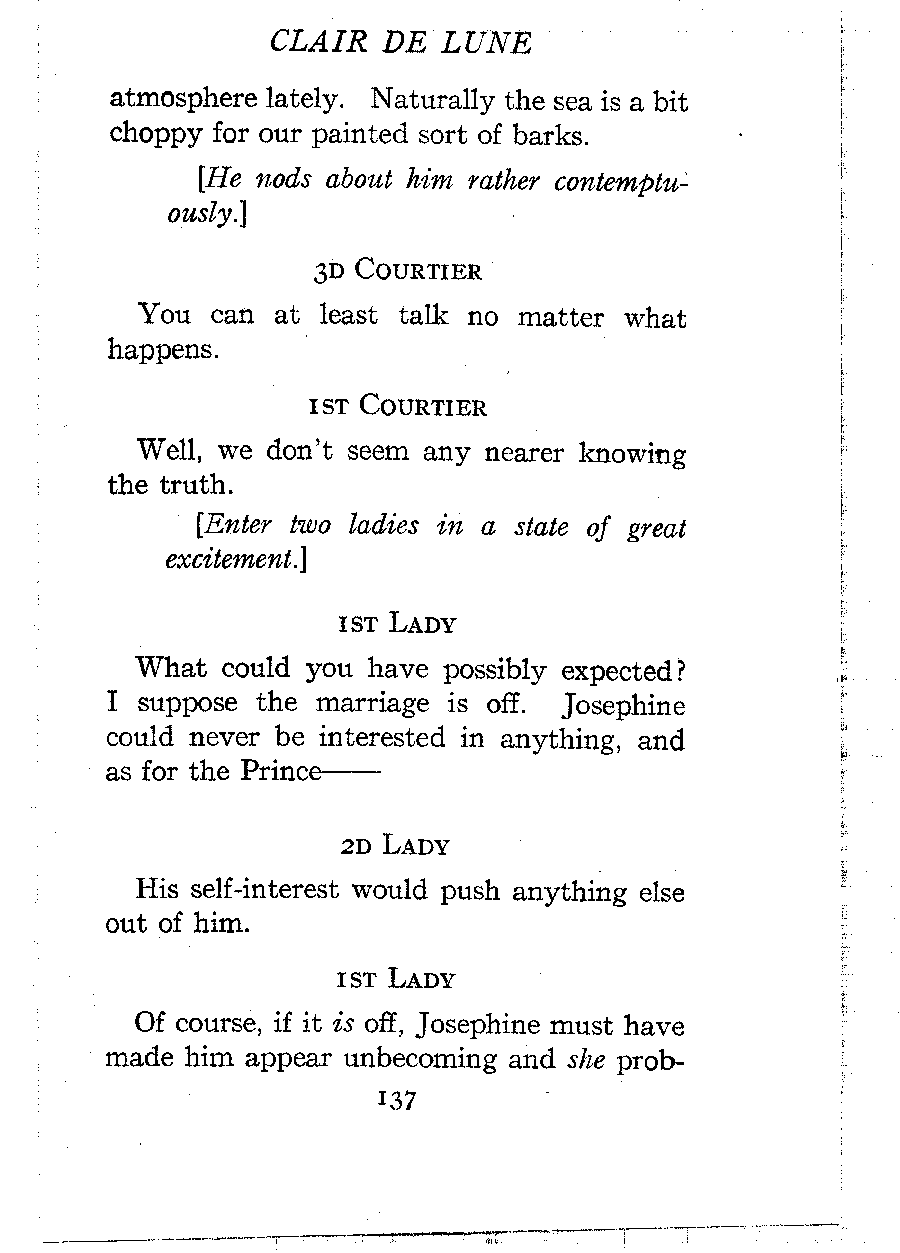 CLAIR DE LUNE
atmosphere lately. Naturally the sea is a bit
choppy for our painted sort of barks.
[He nods about him rather contemptu-
ously.]
3D COURTIER
You can at least talk no matter what
happens.
1ST COURTIER
Well, we don't seem any nearer knowing
the truth.
[Enter two ladies in a state of great
excitement.]
1ST LADY
What could you have possibly expected?
I suppose the marriage is off. Josephine
could never be interested in anything, and
as for the Prince——
2D LADY
His self-interest would push anything else
out of him.
1ST LADY
Of course, if it is off, Josephine must have
made him appear unbecoming and she prob-
137